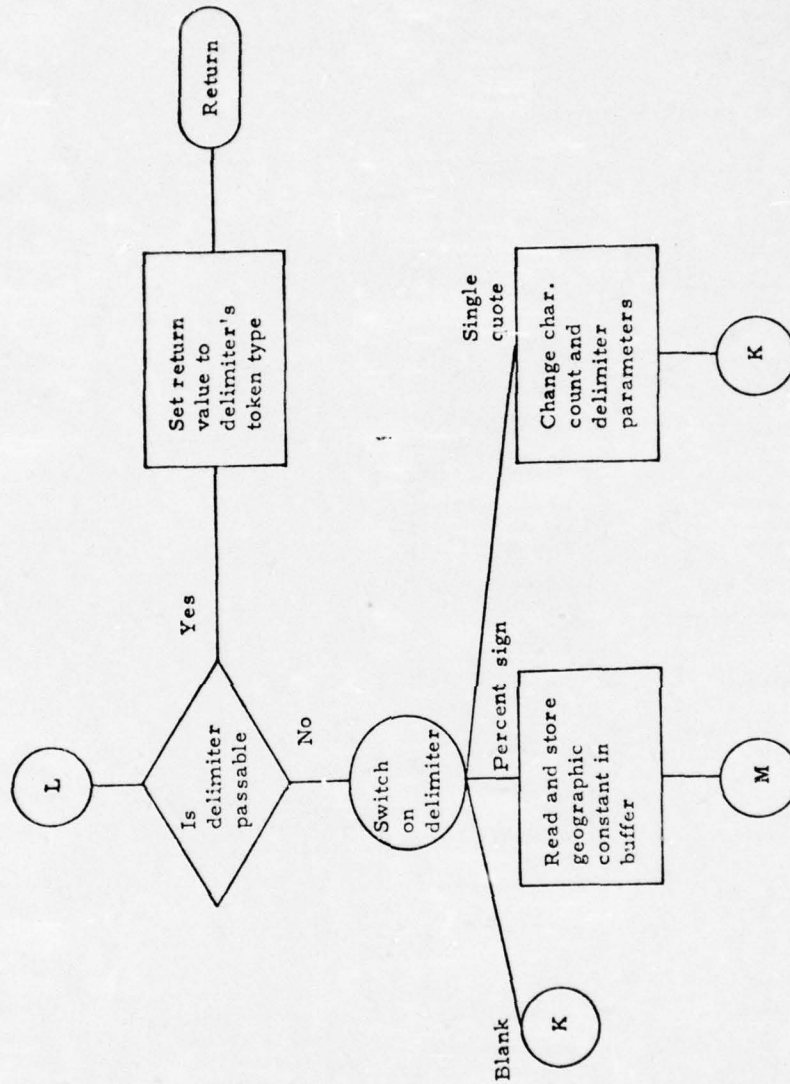 L
Is
delimiter
passable
Yes
Set return
value to
delimiter's
token type
Return
No
Switch
on
delimiter
Blank
K
Percent sign
Read and store
geographic
constant in
buffer
M
Single
quote
Change char.
count and
delimiter
parameters
K